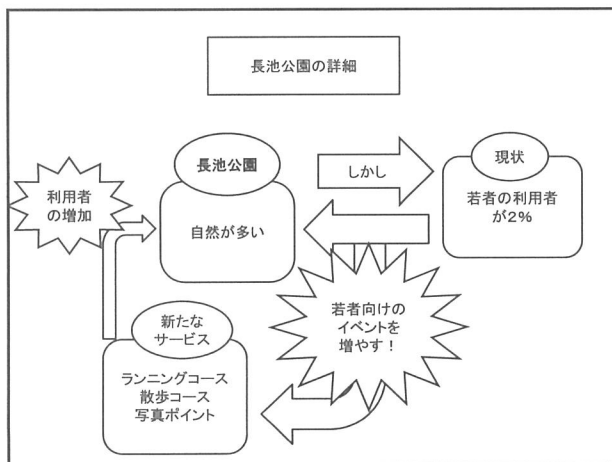 長池公園の詳細
長池公園
自然が多い
しかし
現状
若者の利用者
が2%
利用者
の増加
若者向けの
イベントを
増やす！
新たな
サービス
ランニングコース
散歩コース
写真ポイント